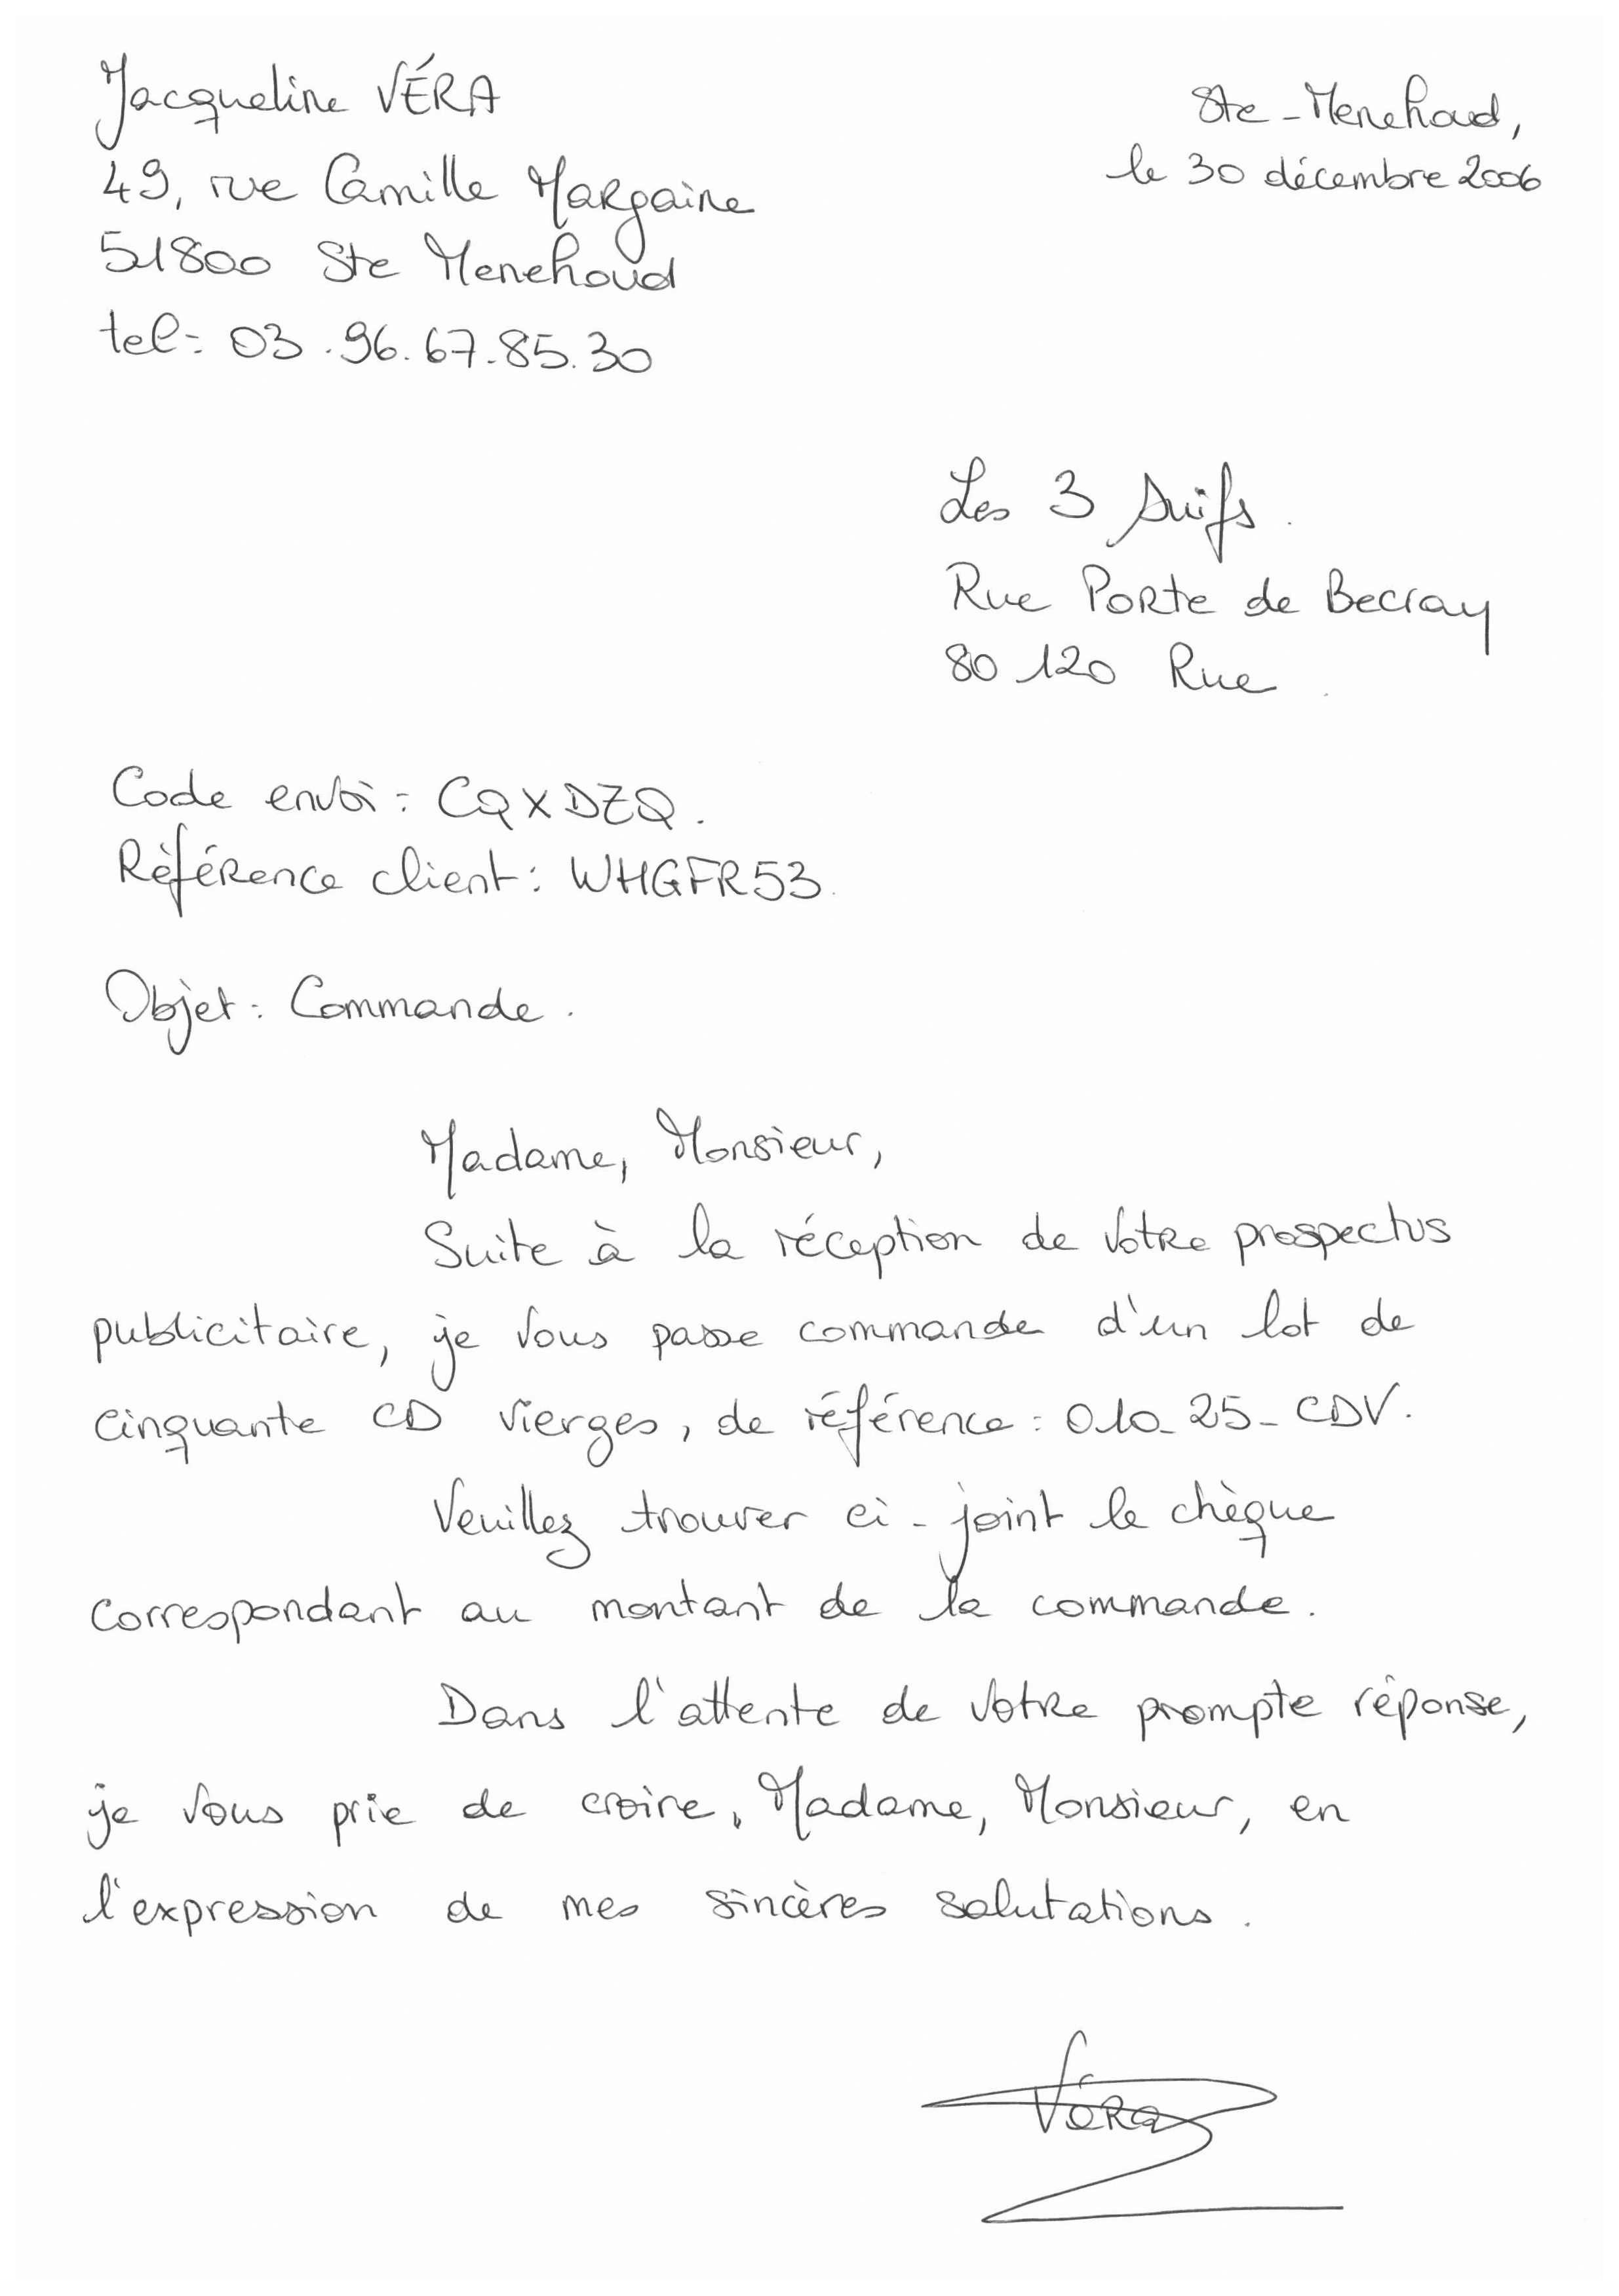 Jacqueline VÉRA
49, rue Camille Margaine
51800 Ste Menehoud
tel: 03.96.67.85.30
Ste-Menehoud,
le 30 décembre 2006
Les 3 suifs.
Rue Porte de Becray
80 120 Rue.
Code envoi: CQXDZQ.
Référence client: WHGFR53.
Objet: Commande.
Madame, Monsieur,
Suite à la réception de votre prospectus
publicitaire, je vous passe commande d'un lot de
cinquante CD vierges, de référence: 010-25-CDV.
Veuillez trouver ci-joint le chèque
correspondant au montant de la commande.
Dans l'attente de votre prompte réponse,
je vous prie de croire, Madame, Monsieur, en
l'expression de mes sincères salutations.
Véra